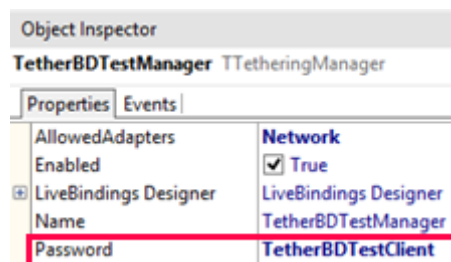 Object Inspector
TetherBDTestManager TTetheringManager
Properties Events
AllowedAdapters Network
Enabled True
LiveBindings Designer LiveBindings Designer
Name TetherBDTestManager
Password TetherBDTestClient